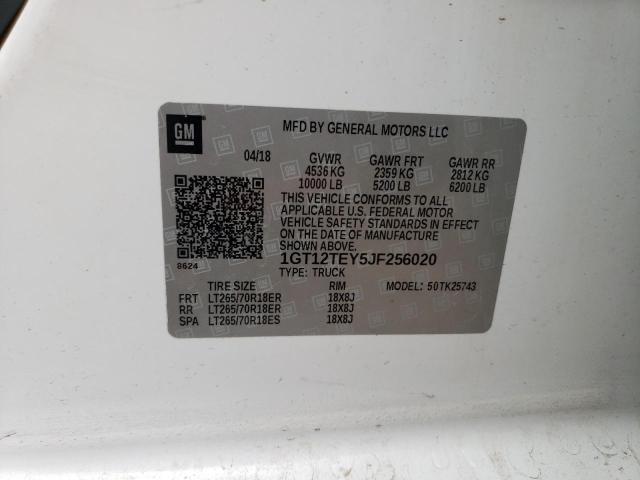 GM
MFD BY GENERAL MOTORS LLC
04/18 GVWR GAWR FRT GAWR RR
4536 KG 2359 KG 2812 KG
10000 LB 5200 LB 6200 LB
THIS VEHICLE CONFORMS TO ALL
APPLICABLE U.S. FEDERAL MOTOR
VEHICLE SAFETY STANDARDS IN EFFECT
ON THE DATE OF MANUFACTURE
SHOWN ABOVE.
8624
1GT12TEY5JF256020
TYPE: TRUCK
TIRE SIZE RIM MODEL: 50TK25743
FRT LT265/70R18ER 18X8J
RR LT265/70R18ER 18X8J
SPA LT265/70R18ES 18X8J